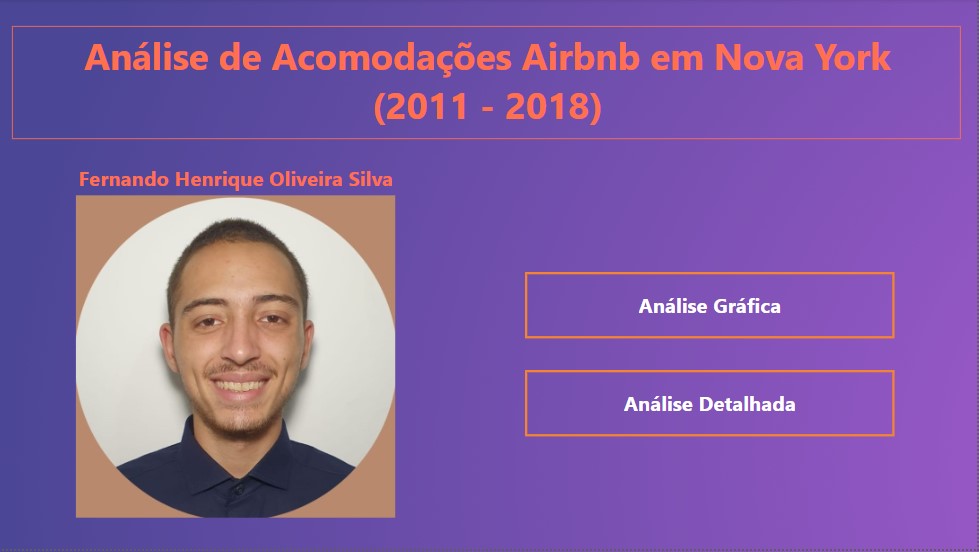 Análise de Acomodações Airbnb em Nova York
(2011 - 2018)
Fernando Henrique Oliveira Silva
Análise Gráfica
Análise Detalhada